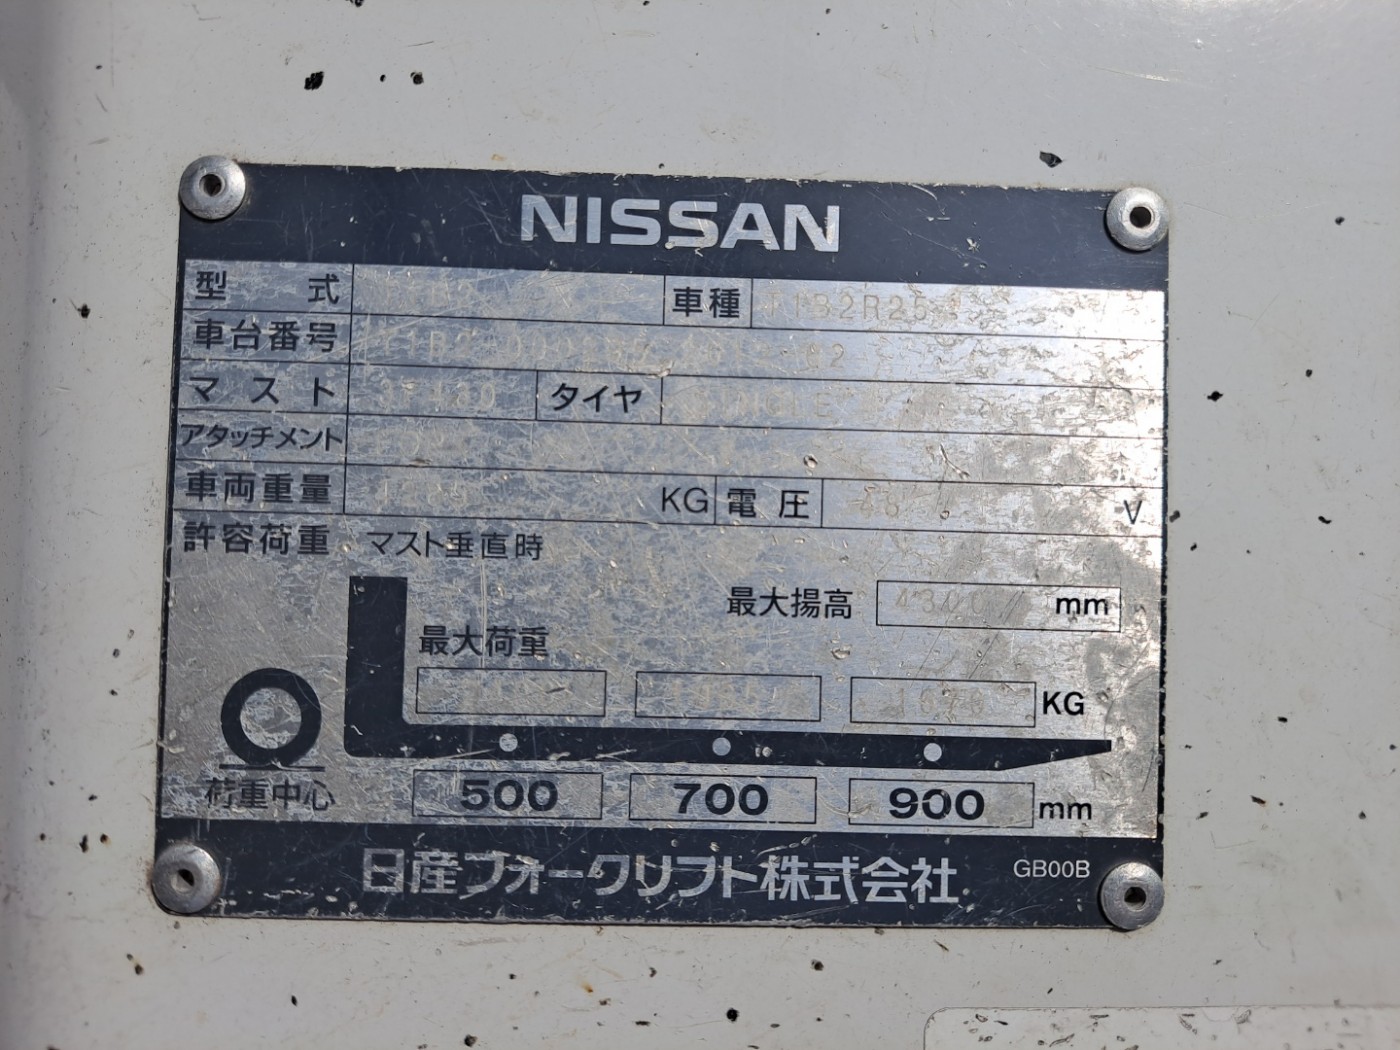 NISSAN
型式 車種 T1B2R25
車台番号
マスト タイヤ
アタッチメント
車両重量 KG 電圧 48 V
許容荷重 マスト垂直時
最大揚高 4300 mm
最大荷重
KG
500 700 900 mm
荷重中心
日産フォークリフト株式会社 GB00B